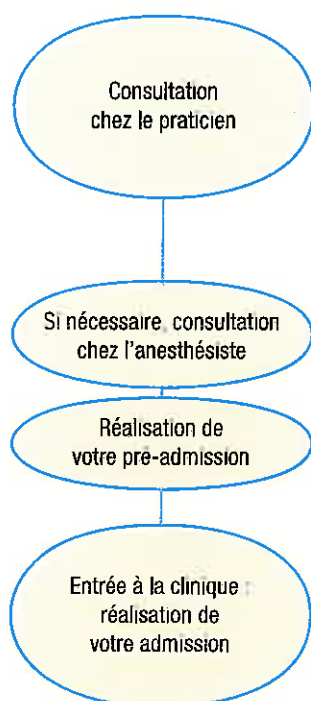 Consultation
chez le praticien
Si nécessaire, consultation
chez l'anesthésiste
Réalisation de
votre pré-admission
Entrée à la clinique :
réalisation de
votre admission